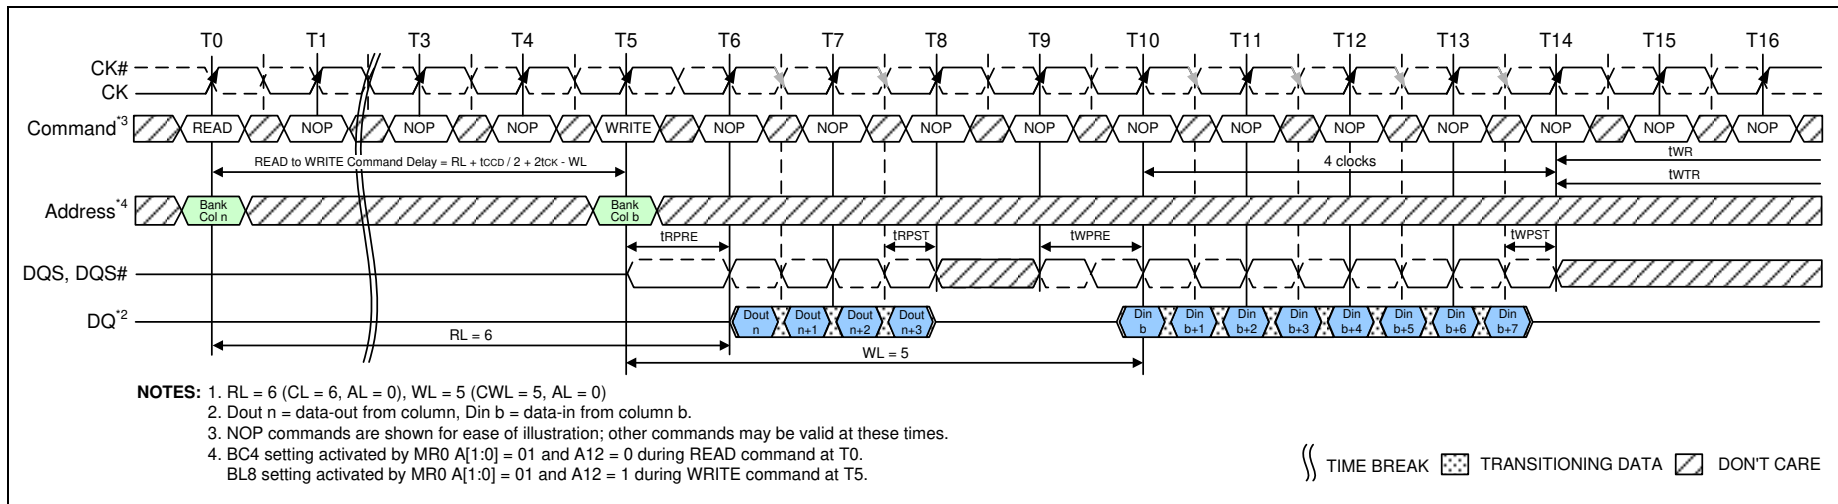 T0 T1 T3 T4 T5 T6 T7 T8 T9 T10 T11 T12 T13 T14 T15 T16
CK#
CK
Command*3 READ NOP NOP NOP WRITE NOP NOP NOP NOP NOP NOP NOP NOP NOP NOP NOP
READ to WRITE Command Delay = RL + tCCD / 2 + 2tCK - WL
4 clocks
tWR
tWTR
Address*4
Bank
Col n
Bank
Col b
tRPRE tRPST tWPRE tWPST
DQS, DQS#
DQ*2
Dout
n
Dout
n+1
Dout
n+2
Dout
n+3
Din
b
Din
b+1
Din
b+2
Din
b+3
Din
b+4
Din
b+5
Din
b+6
Din
b+7
RL = 6
WL = 5
NOTES: 1. RL = 6 (CL = 6, AL = 0), WL = 5 (CWL = 5, AL = 0)
2. Dout n = data-out from column, Din b = data-in from column b.
3. NOP commands are shown for ease of illustration; other commands may be valid at these times.
4. BC4 setting activated by MR0 A[1:0] = 01 and A12 = 0 during READ command at T0.
BL8 setting activated by MR0 A[1:0] = 01 and A12 = 1 during WRITE command at T5.
TIME BREAK TRANSITIONING DATA DON'T CARE